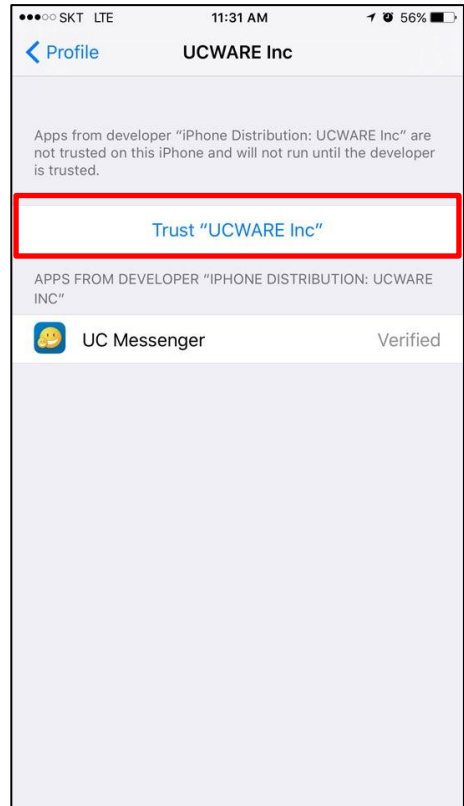 SKT LTE 11:31 AM 56%
Profile UCWARE Inc
Apps from developer “iPhone Distribution: UCWARE Inc” are
not trusted on this iPhone and will not run until the developer
is trusted.
Trust “UCWARE Inc”
APPS FROM DEVELOPER “IPHONE DISTRIBUTION: UCWARE
INC”
UC Messenger Verified